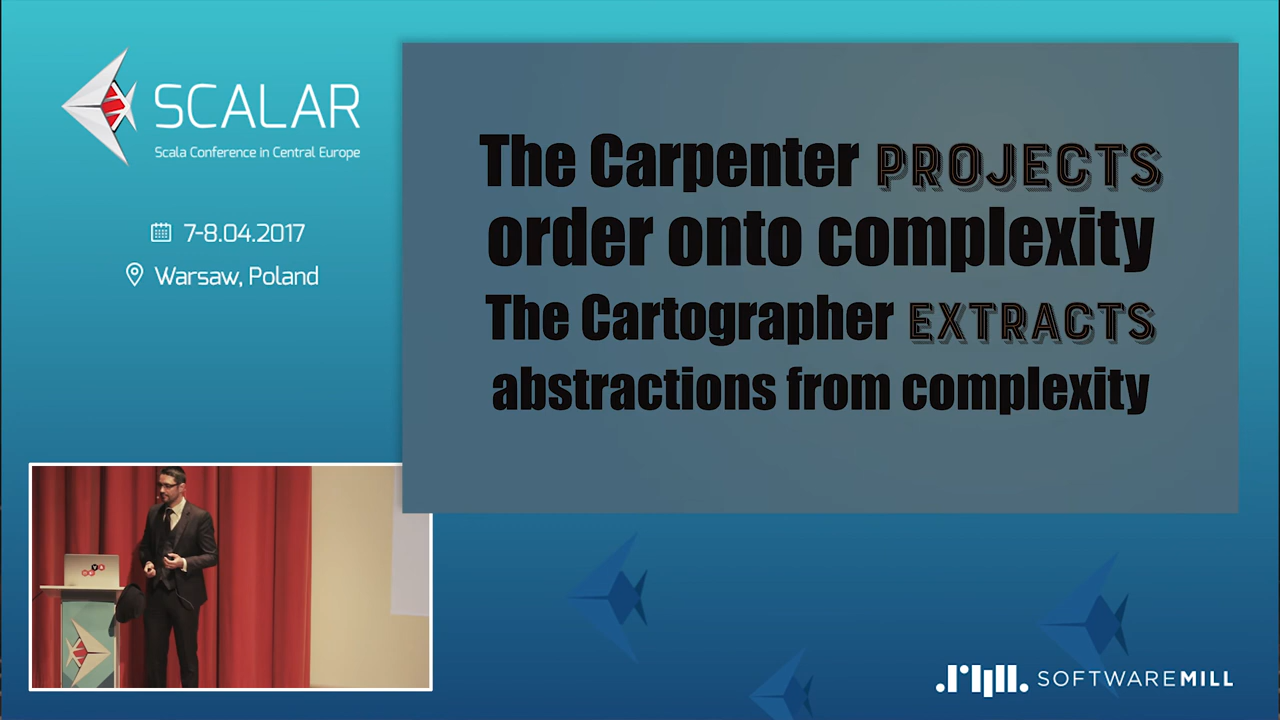 SCALAR
Scala Conference in Central Europe
7-8.04.2017
Warsaw, Poland
The Carpenter PROJECTS
order onto complexity
The Cartographer EXTRACTS
abstractions from complexity
SOFTWAREMILL